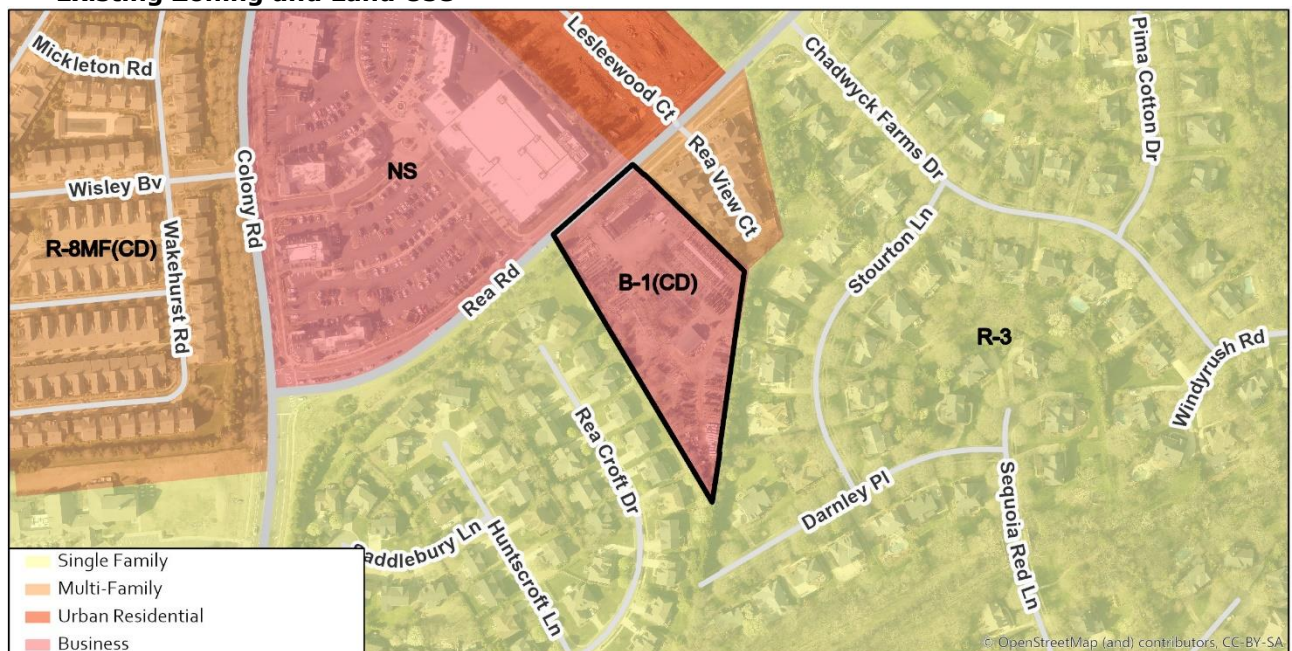 Mickleton Rd
Lesleewood Ct
Chadwyck Farms Dr
Pima Cotton Dr
Colony Rd
NS
Rea View Ct
Wisley Bv
R-8MF(CD)
Wakehurst Rd
Rea Rd
B-1(CD)
Stourton Ln
R-3
Windyrush Rd
Rea Croft Dr
Darnley Pl
Sequoia Red Ln
Huntscroft Ln
Single Family
Multi-Family
Urban Residential
Business
© OpenStreetMap (and) contributors, CC-BY-SA